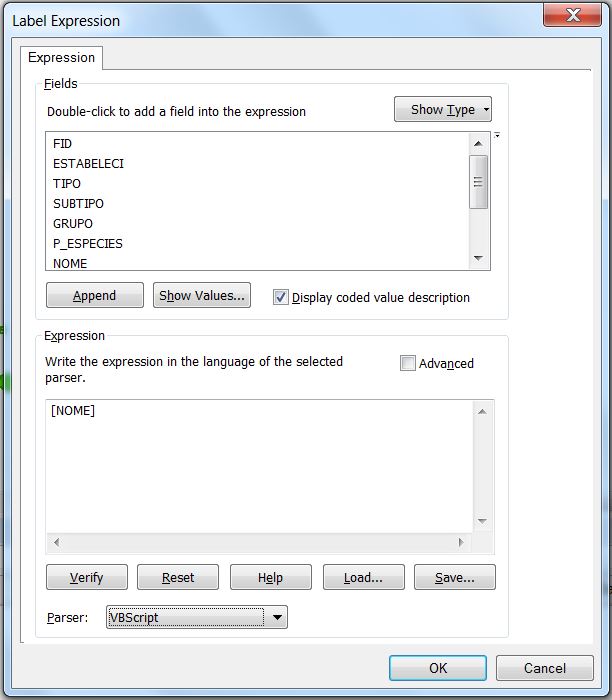 Label Expression
Expression
Fields
Double-click to add a field into the expression
Show Type
FID
ESTABELECI
TIPO
SUBTIPO
GRUPO
P_ESPECIES
NOME
Append
Show Values...
Display coded value description
Expression
Write the expression in the language of the selected
parser.
Advanced
[NOME]
Verify
Reset
Help
Load...
Save...
Parser:
VBScript
OK
Cancel